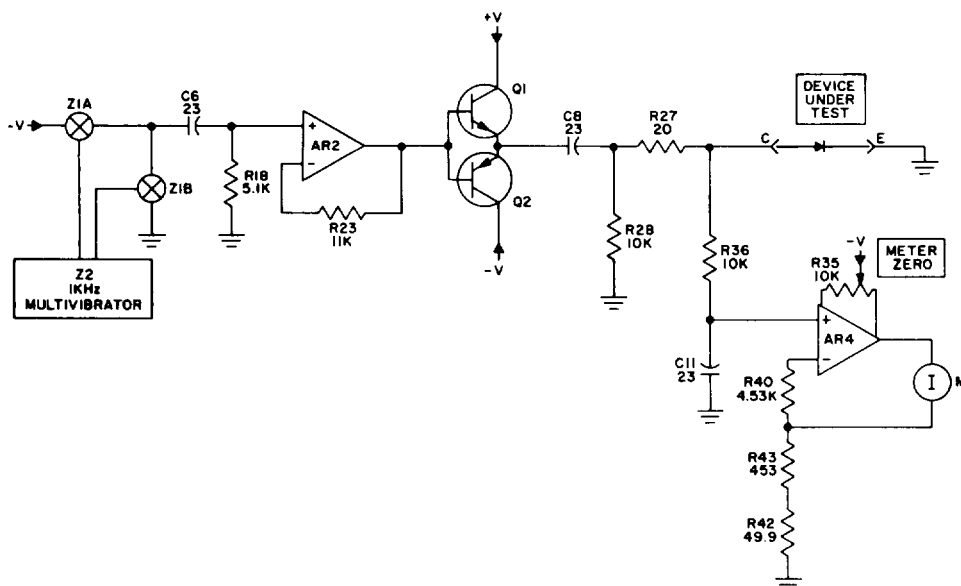 +V
Q1
DEVICE
UNDER
TEST
Z1A
C6
23
C8
23
R27
20
-V
+
AR2
-
C
E
Z1B
R18
5.1K
R23
11K
Q2
R28
10K
R36
10K
-V
METER
ZERO
R35
10K
Z2
1KHz
MULTIVIBRATOR
-V
+
AR4
-
C11
23
R40
4.53K
I
M
R43
453
R42
49.9